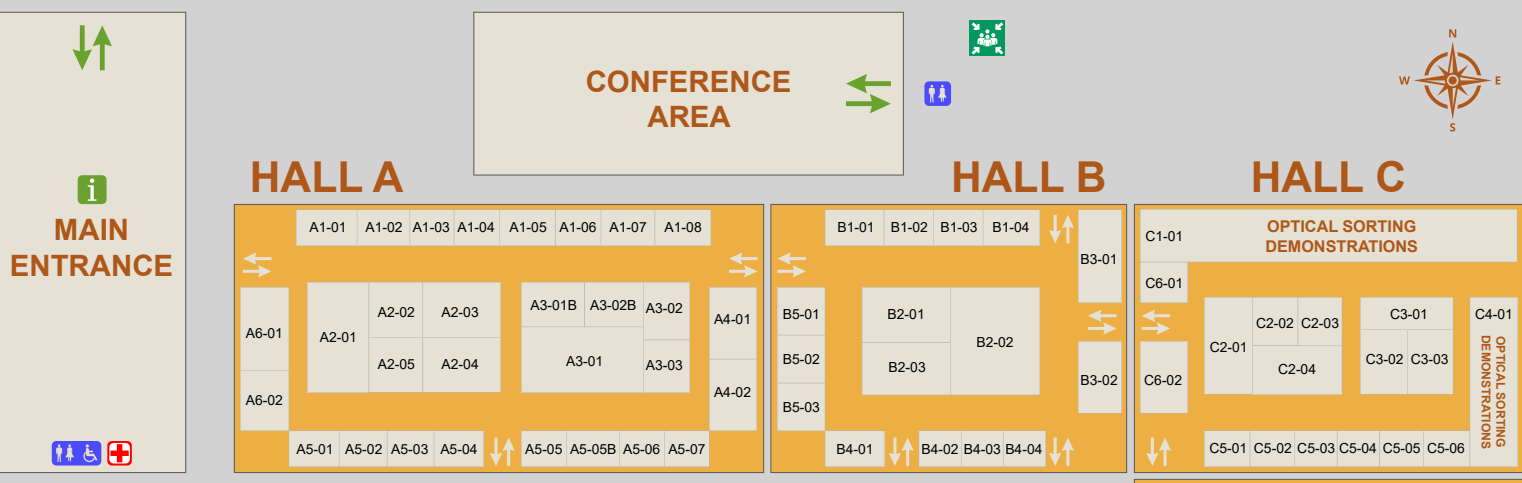 CONFERENCE
AREA
N
W
E
S
i
MAIN
ENTRANCE
HALL A
A1-01
A1-02
A1-03
A1-04
A1-05
A1-06
A1-07
A1-08
A2-01
A2-02
A2-03
A2-05
A2-04
A3-01B
A3-02B
A3-02
A3-01
A3-03
A4-01
A4-02
A6-01
A6-02
A5-01
A5-02
A5-03
A5-04
A5-05
A5-05B
A5-06
A5-07
HALL B
B1-01
B1-02
B1-03
B1-04
B3-01
B5-01
B5-02
B5-03
B2-01
B2-02
B2-03
B3-02
B4-01
B4-02
B4-03
B4-04
HALL C
C1-01
OPTICAL SORTING
DEMONSTRATIONS
C6-01
C2-01
C2-02
C2-03
C2-04
C3-01
C3-02
C3-03
C4-01
OPTICAL SORTING
DEMONSTRATIONS
C6-02
C5-01
C5-02
C5-03
C5-04
C5-05
C5-06